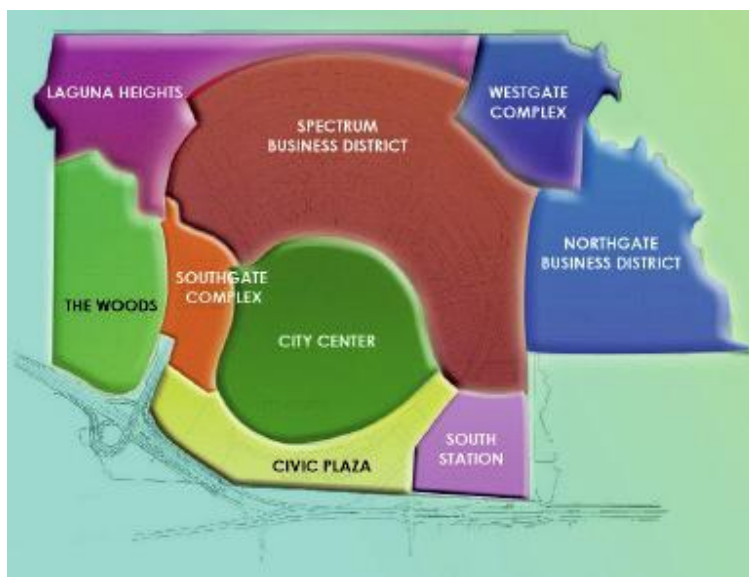 LAGUNA HEIGHTS
WESTGATE
COMPLEX
SPECTRUM
BUSINESS DISTRICT
NORTHGATE
BUSINESS DISTRICT
SOUTHGATE
COMPLEX
THE WOODS
CITY CENTER
SOUTH
STATION
CIVIC PLAZA